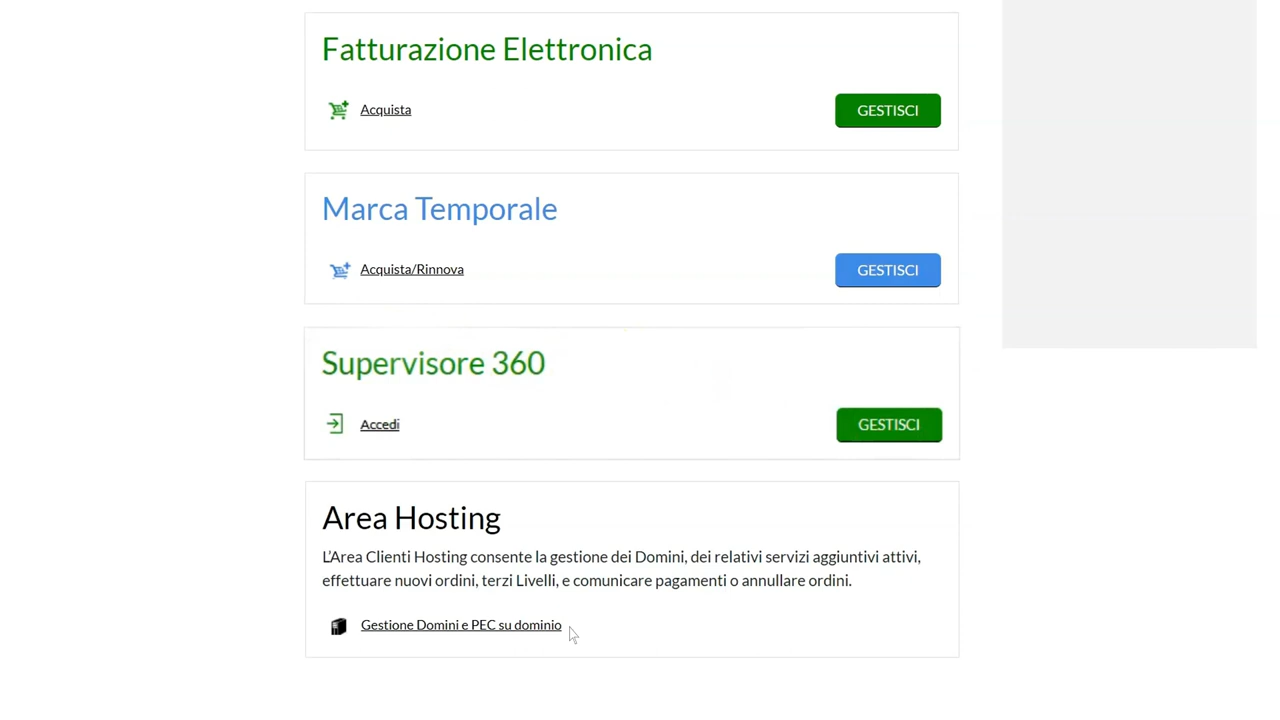 Fatturazione Elettronica
Acquista
GESTISCI
Marca Temporale
Acquista/Rinnova
GESTISCI
Supervisore 360
Accedi
GESTISCI
Area Hosting
L'Area Clienti Hosting consente la gestione dei Domini, dei relativi servizi aggiuntivi attivi,
effettuare nuovi ordini, terzi Livelli, e comunicare pagamenti o annullare ordini.
Gestione Domini e PEC su dominio